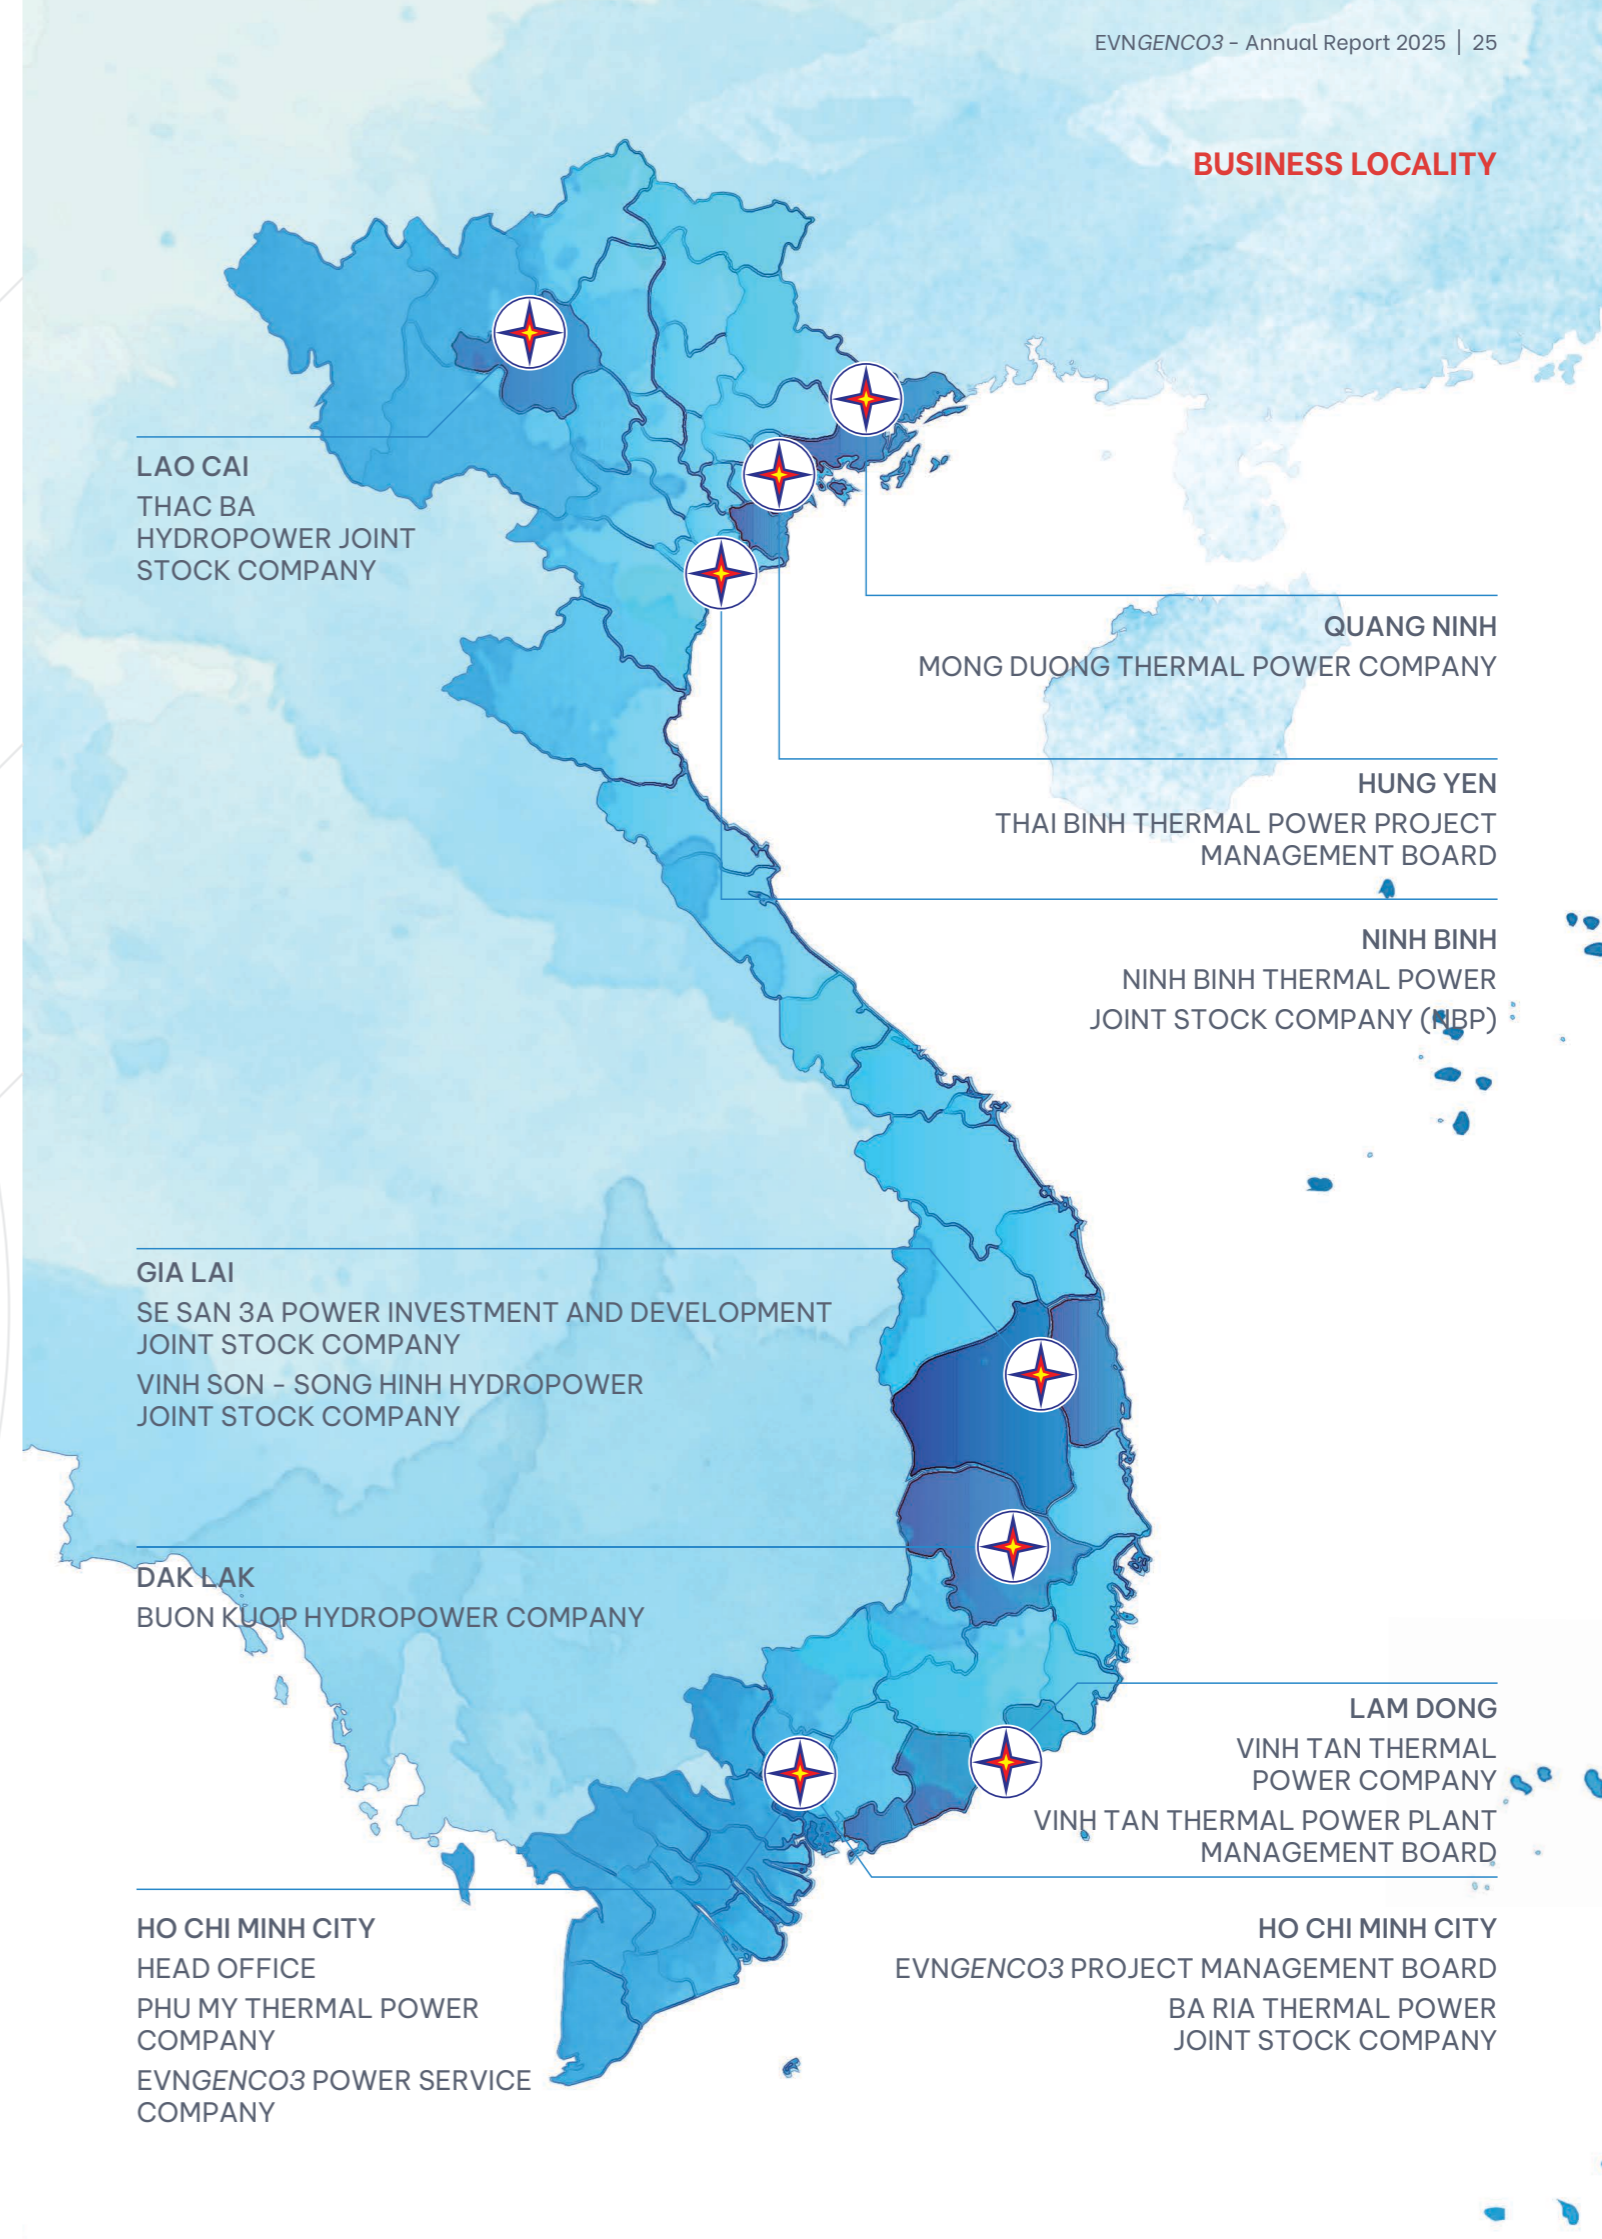 EVNGENCO3 - Annual Report 2025 | 25
BUSINESS LOCALITY
LAO CAI
THAC BA
HYDROPOWER JOINT
STOCK COMPANY
QUANG NINH
MONG DUONG THERMAL POWER COMPANY
HUNG YEN
THAI BINH THERMAL POWER PROJECT
MANAGEMENT BOARD
NINH BINH
NINH BINH THERMAL POWER
JOINT STOCK COMPANY (NBP)
GIA LAI
SE SAN 3A POWER INVESTMENT AND DEVELOPMENT
JOINT STOCK COMPANY
VINH SON - SONG HINH HYDROPOWER
JOINT STOCK COMPANY
DAK LAK
BUON KUOP HYDROPOWER COMPANY
LAM DONG
VINH TAN THERMAL
POWER COMPANY
VINH TAN THERMAL POWER PLANT
MANAGEMENT BOARD
HO CHI MINH CITY
HEAD OFFICE
PHU MY THERMAL POWER
COMPANY
EVNGENCO3 POWER SERVICE
COMPANY
HO CHI MINH CITY
EVNGENCO3 PROJECT MANAGEMENT BOARD
BA RIA THERMAL POWER
JOINT STOCK COMPANY